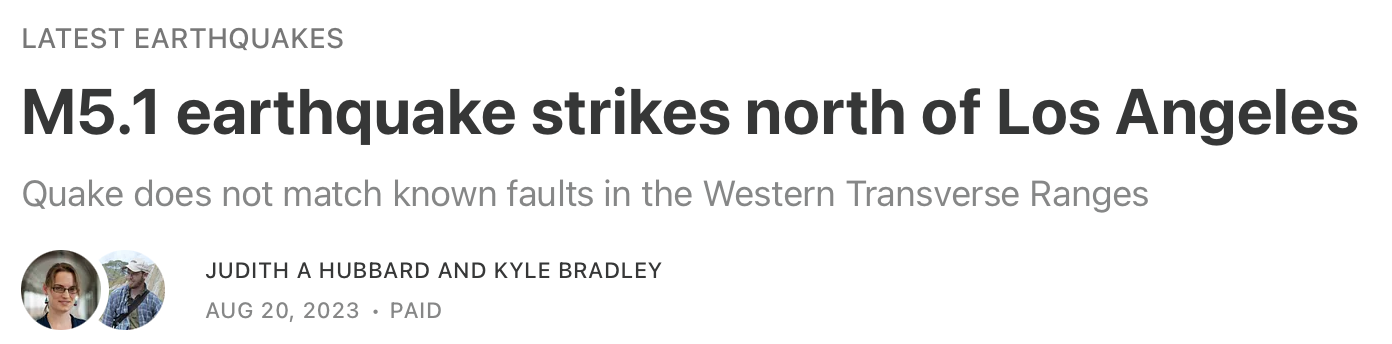 LATEST EARTHQUAKES
M5.1 earthquake strikes north of Los Angeles
Quake does not match known faults in the Western Transverse Ranges
JUDITH A HUBBARD AND KYLE BRADLEY
AUG 20, 2023 • PAID